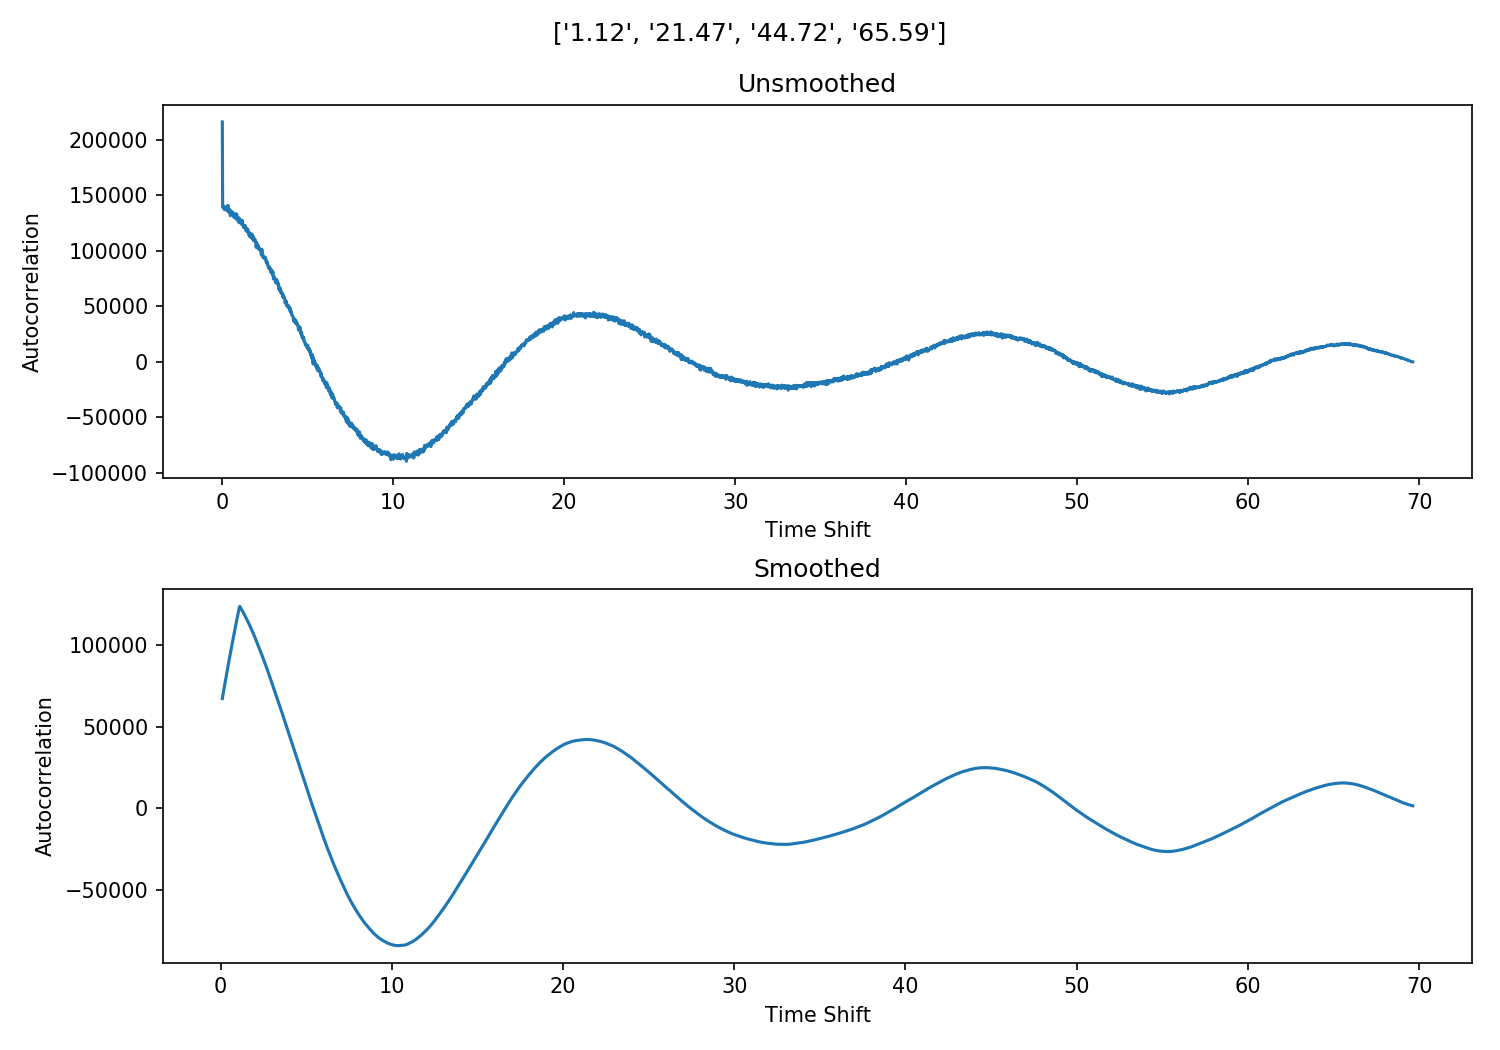 ['1.12', '21.47', '44.72', '65.59']
Unsmoothed
Autocorrelation
200000
150000
100000
50000
0
−50000
−100000
0 10 20 30 40 50 60 70
Time Shift
Smoothed
Autocorrelation
100000
50000
0
−50000
0 10 20 30 40 50 60 70
Time Shift